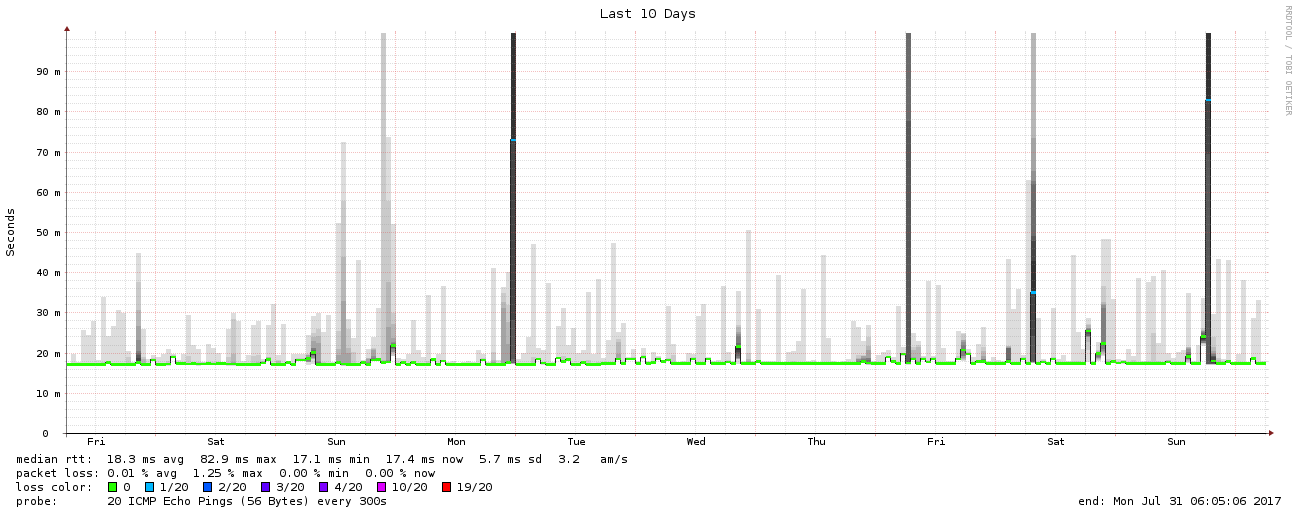 Last 10 Days
RRDTOOL / TOBI OETIKER
Seconds
90 m
80 m
70 m
60 m
50 m
40 m
30 m
20 m
10 m
0
Fri Sat Sun Mon Tue Wed Thu Fri Sat Sun
median rtt: 18.3 ms avg 82.9 ms max 17.1 ms min 17.4 ms now 5.7 ms sd 3.2 am/s
packet loss: 0.01 % avg 1.25 % max 0.00 % min 0.00 % now
loss color: 0 1/20 2/20 3/20 4/20 10/20 19/20
probe: 20 ICMP Echo Pings (56 Bytes) every 300s end: Mon Jul 31 06:05:06 2017